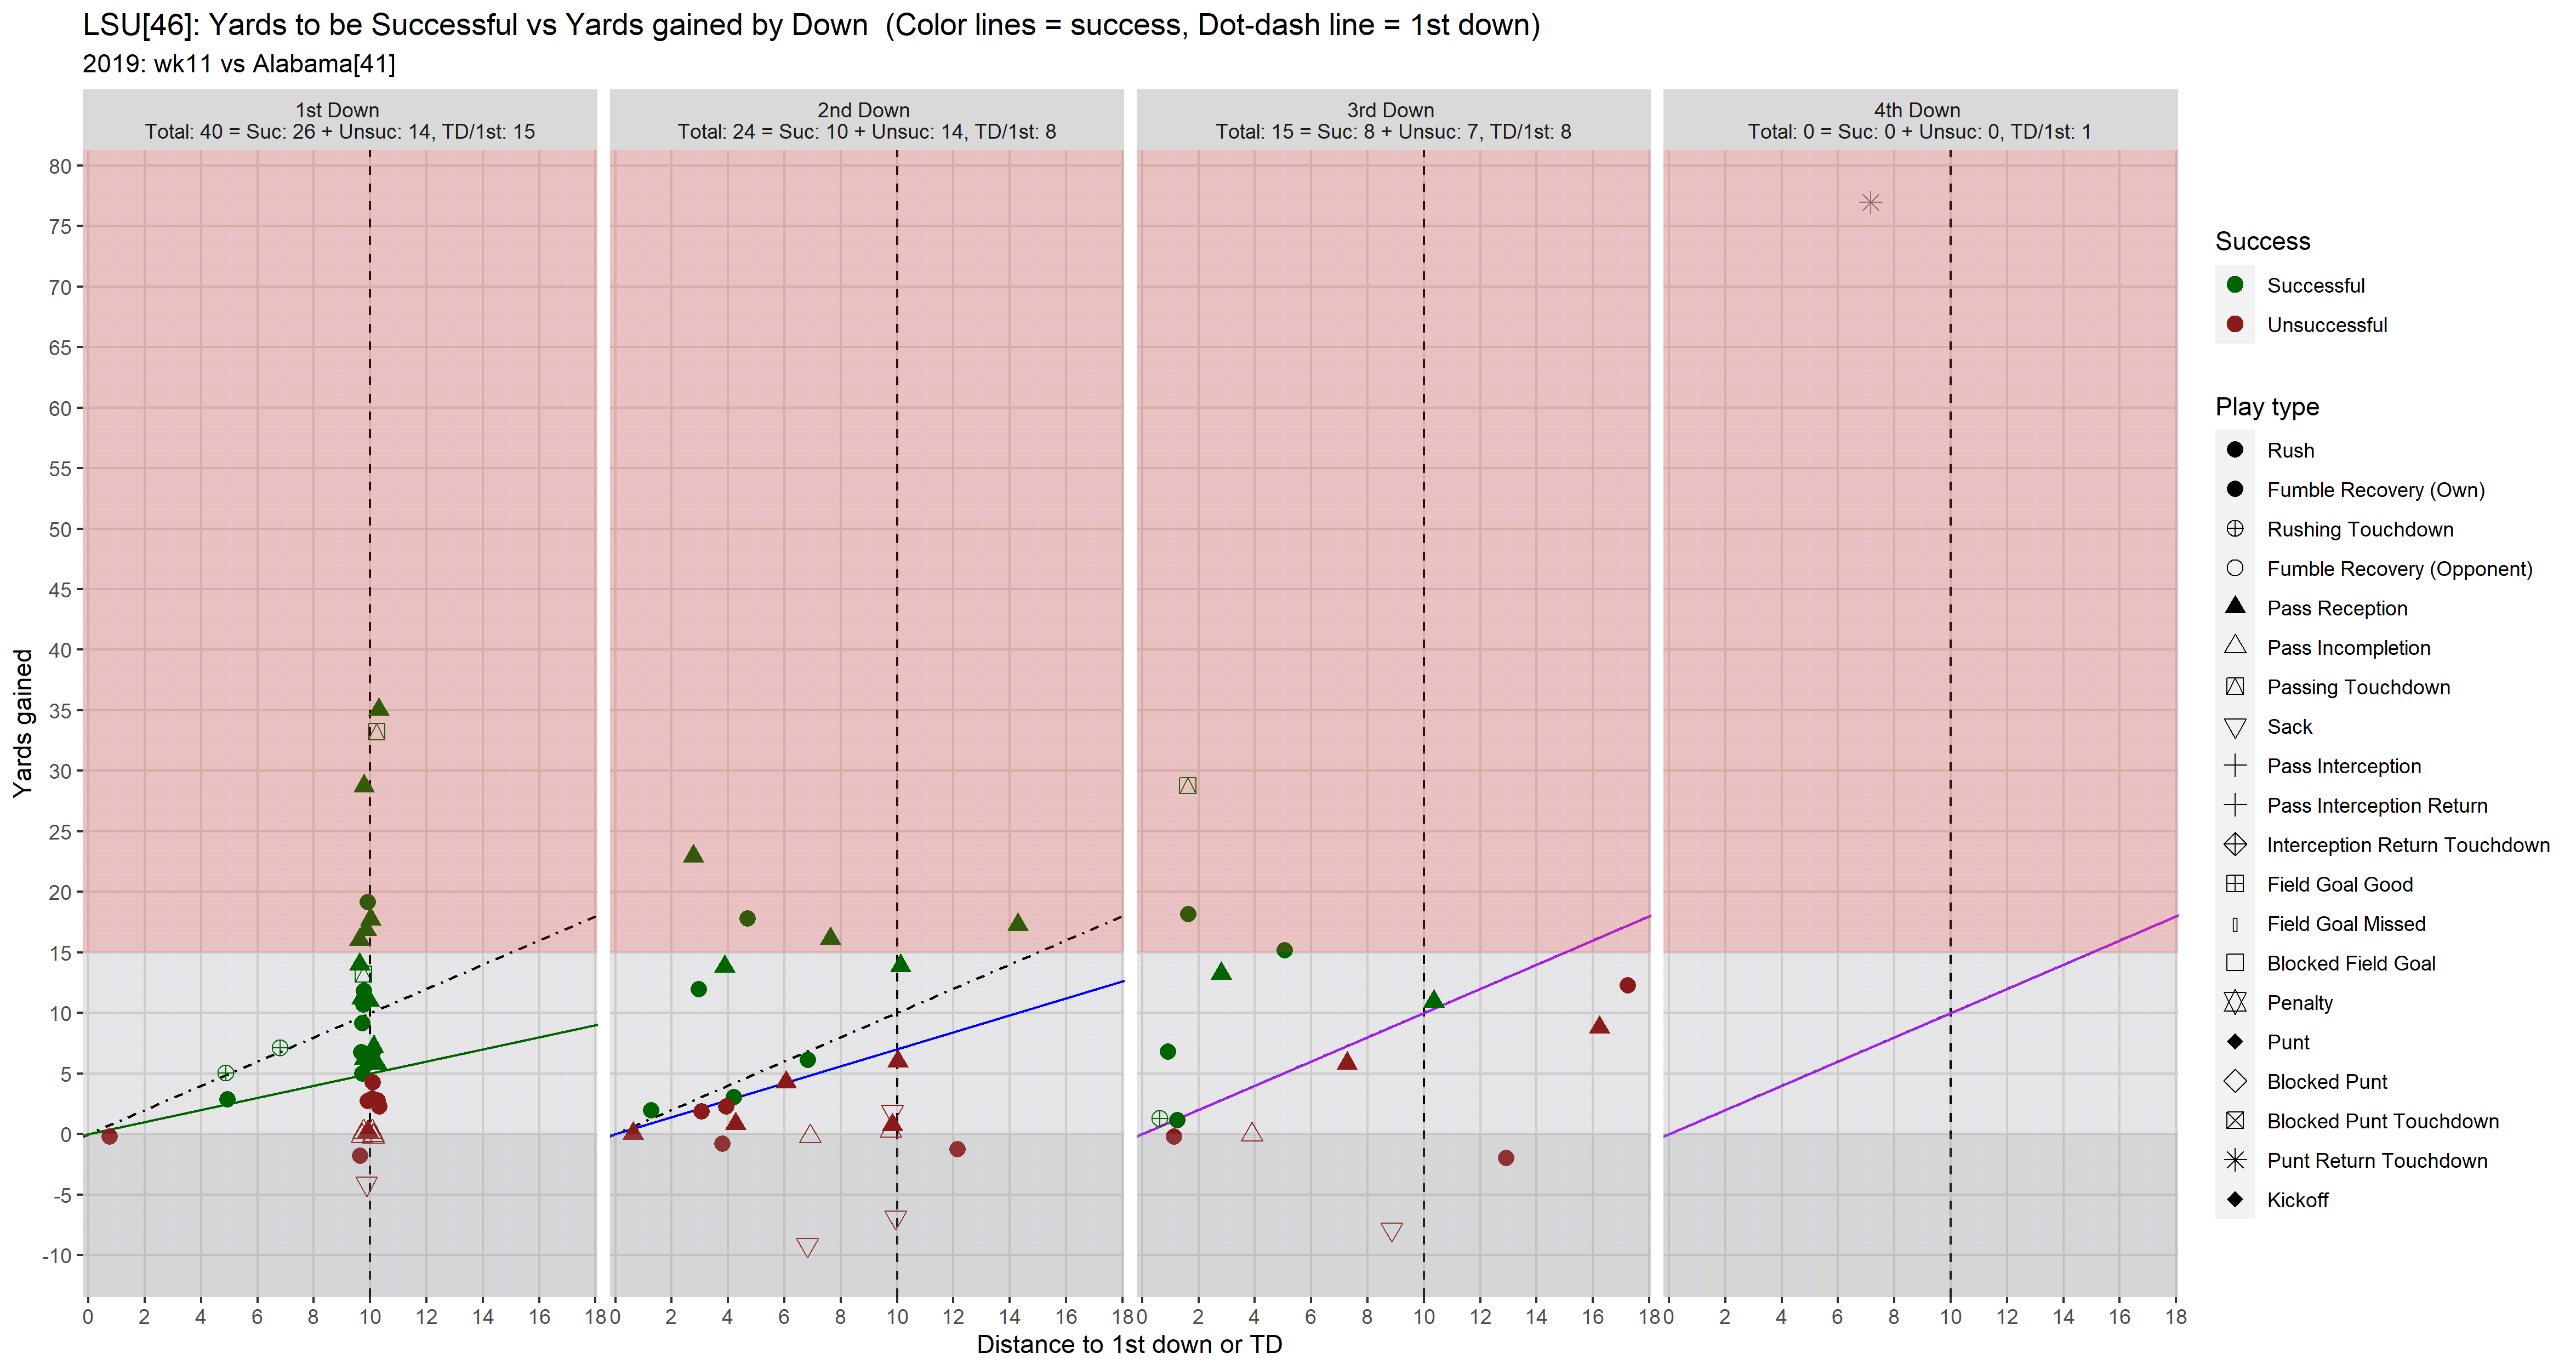 LSU[46]: Yards to be Successful vs Yards gained by Down  (Color lines = success, Dot-dash line = 1st down)
2019: wk11 vs Alabama[41]
1st Down
Total: 40 = Suc: 26 + Unsuc: 14, TD/1st: 15
2nd Down
Total: 24 = Suc: 10 + Unsuc: 14, TD/1st: 8
3rd Down
Total: 15 = Suc: 8 + Unsuc: 7, TD/1st: 8
4th Down
Total: 0 = Suc: 0 + Unsuc: 0, TD/1st: 1
Yards gained
80
75
70
65
60
55
50
45
40
35
30
25
20
15
10
5
0
-5
-10
0 2 4 6 8 10 12 14 16 18
0 2 4 6 8 10 12 14 16 18
0 2 4 6 8 10 12 14 16 18
0 2 4 6 8 10 12 14 16 18
Distance to 1st down or TD
Success
Successful
Unsuccessful
Play type
Rush
Fumble Recovery (Own)
Rushing Touchdown
Fumble Recovery (Opponent)
Pass Reception
Pass Incompletion
Passing Touchdown
Sack
Pass Interception
Pass Interception Return
Interception Return Touchdown
Field Goal Good
Field Goal Missed
Blocked Field Goal
Penalty
Punt
Blocked Punt
Blocked Punt Touchdown
Punt Return Touchdown
Kickoff